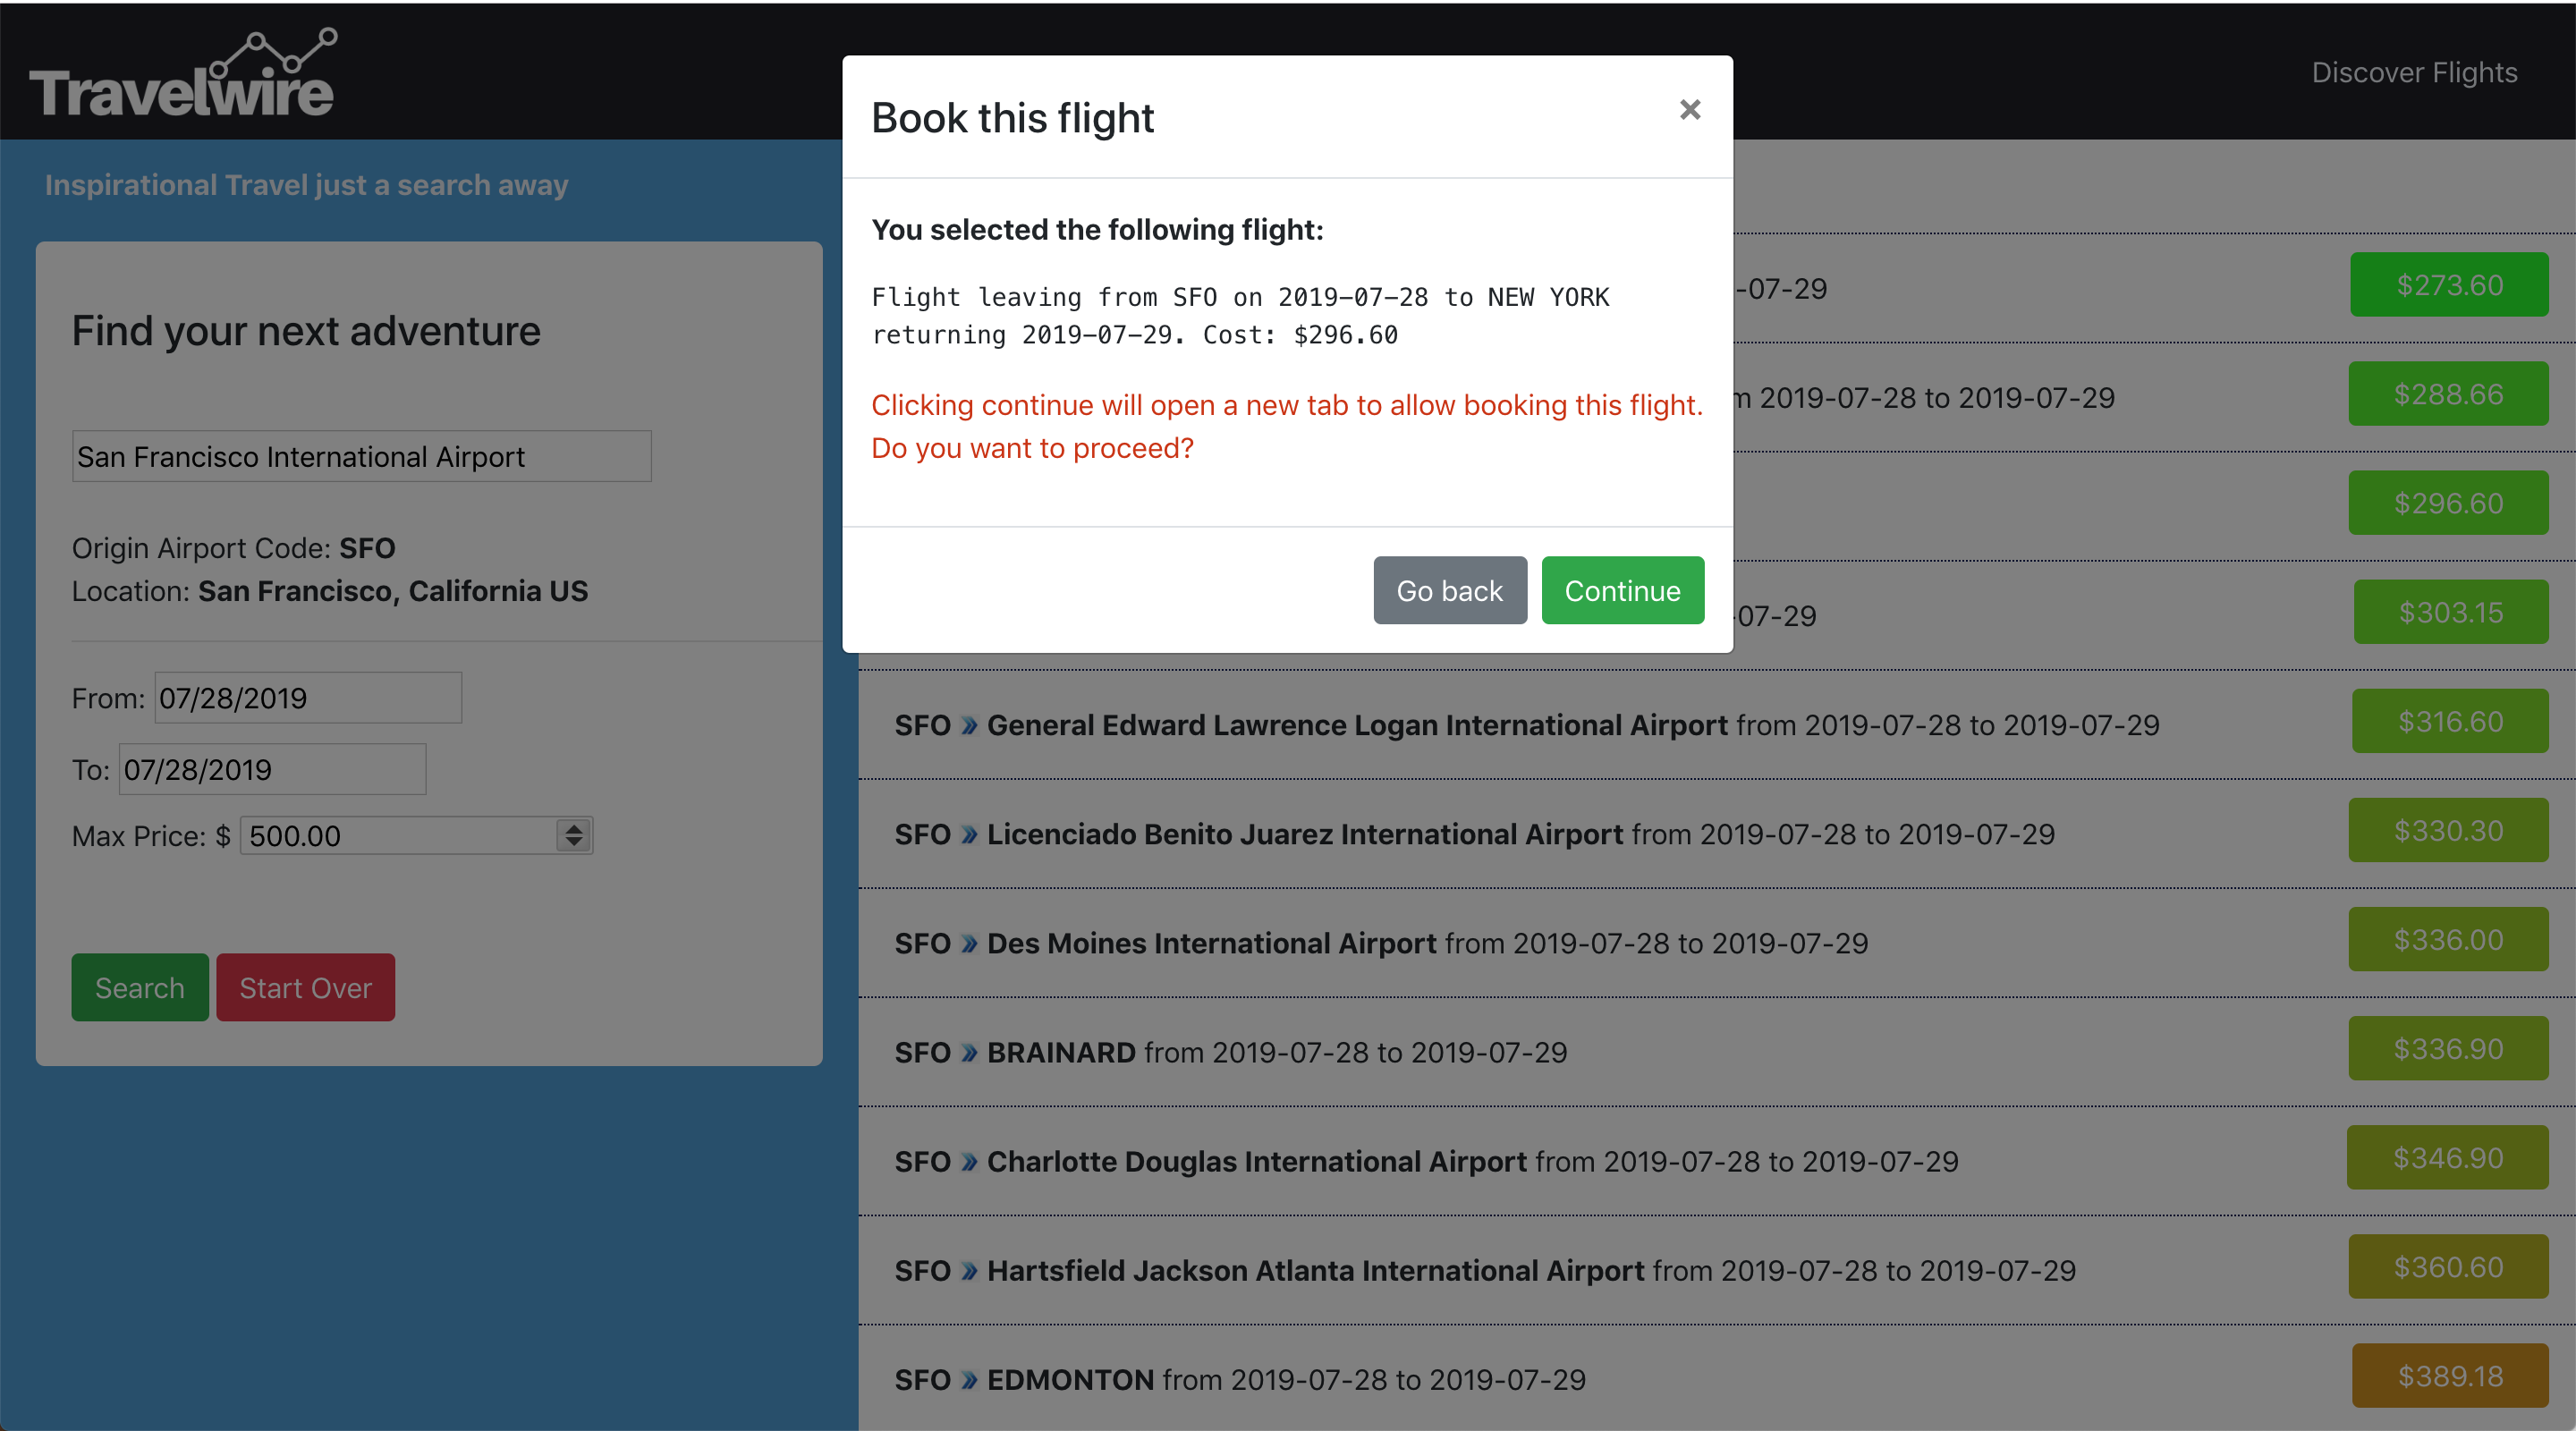 Travelwire
Discover Flights
Inspirational Travel just a search away
Find your next adventure
San Francisco International Airport
Origin Airport Code: SFO
Location: San Francisco, California US
From: 07/28/2019
To: 07/28/2019
Max Price: $ 500.00
Search Start Over
Book this flight ×
You selected the following flight:
Flight leaving from SFO on 2019-07-28 to NEW YORK
returning 2019-07-29. Cost: $296.60
Clicking continue will open a new tab to allow booking this flight.
Do you want to proceed?
Go back Continue
-07-29 $273.60
2019-07-28 to 2019-07-29 $288.66
$296.60
07-29 $303.15
SFO » General Edward Lawrence Logan International Airport from 2019-07-28 to 2019-07-29 $316.60
SFO » Licenciado Benito Juarez International Airport from 2019-07-28 to 2019-07-29 $330.30
SFO » Des Moines International Airport from 2019-07-28 to 2019-07-29 $336.00
SFO » BRAINARD from 2019-07-28 to 2019-07-29 $336.90
SFO » Charlotte Douglas International Airport from 2019-07-28 to 2019-07-29 $346.90
SFO » Hartsfield Jackson Atlanta International Airport from 2019-07-28 to 2019-07-29 $360.60
SFO » EDMONTON from 2019-07-28 to 2019-07-29 $389.18